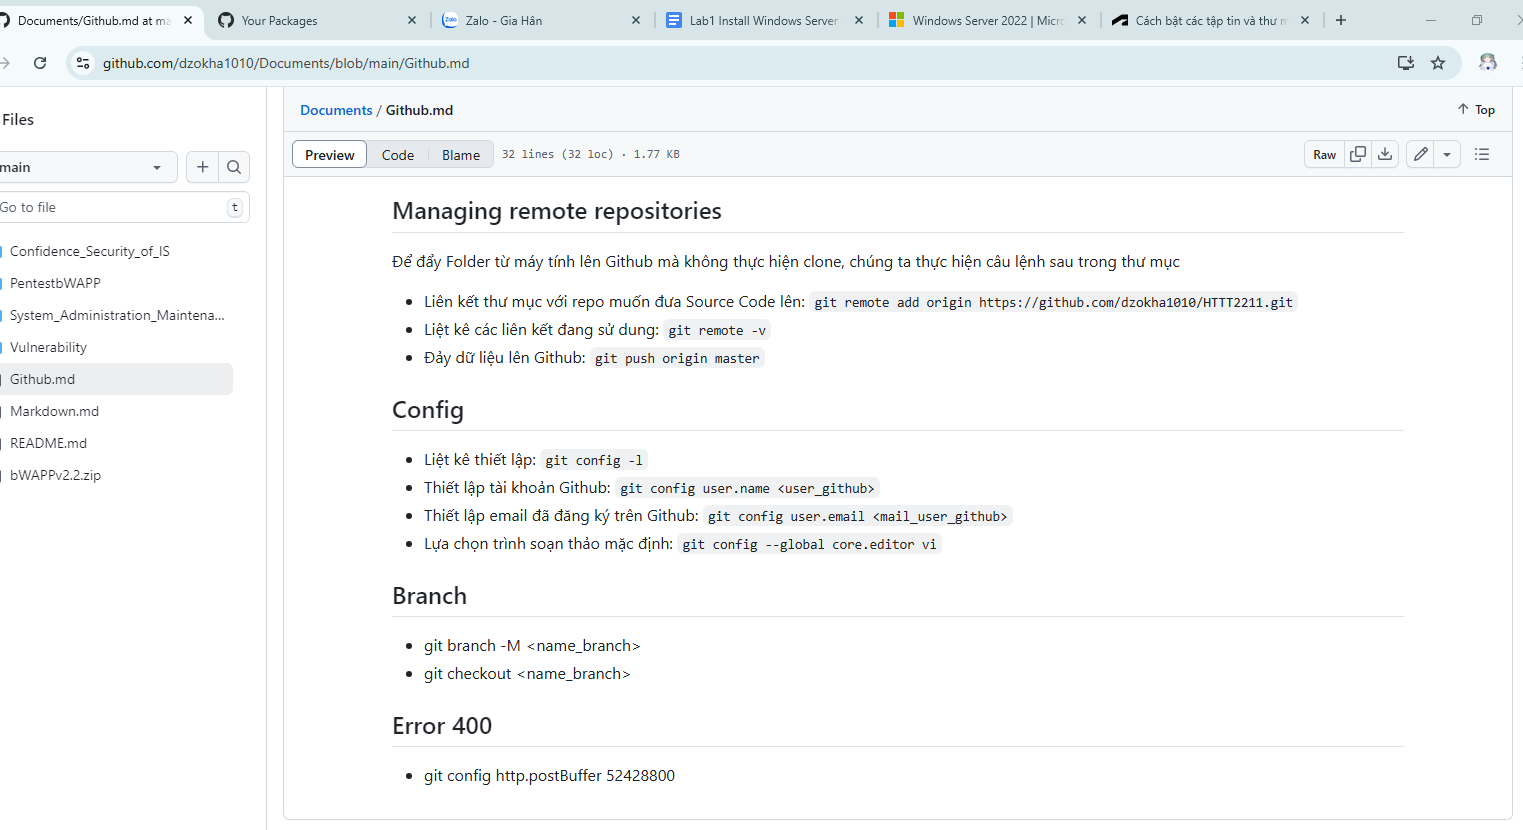 Documents/Github.md at ma
Your Packages
Zalo - Gia Hân
Lab1 Install Windows Server
Windows Server 2022 | Micro
Cách bật các tập tin và thư m
github.com/dzokha1010/Documents/blob/main/Github.md
Files
Documents / Github.md
Top
main
Preview Code Blame 32 lines (32 loc) · 1.77 KB
Raw
Go to file
t
Confidence_Security_of_IS
PentestbWAPP
System_Administration_Maintena...
Vulnerability
Github.md
Markdown.md
README.md
bWAPPv2.2.zip
Managing remote repositories
Để đẩy Folder từ máy tính lên Github mà không thực hiện clone, chúng ta thực hiện câu lệnh sau trong thư mục
Liên kết thư mục với repo muốn đưa Source Code lên: git remote add origin https://github.com/dzokha1010/HTTT2211.git
Liệt kê các liên kết đang sử dung: git remote -v
Đảy dữ liệu lên Github: git push origin master
Config
Liệt kê thiết lập: git config -l
Thiết lập tài khoản Github: git config user.name <user_github>
Thiết lập email đã đăng ký trên Github: git config user.email <mail_user_github>
Lựa chọn trình soạn thảo mặc định: git config --global core.editor vi
Branch
git branch -M <name_branch>
git checkout <name_branch>
Error 400
git config http.postBuffer 52428800